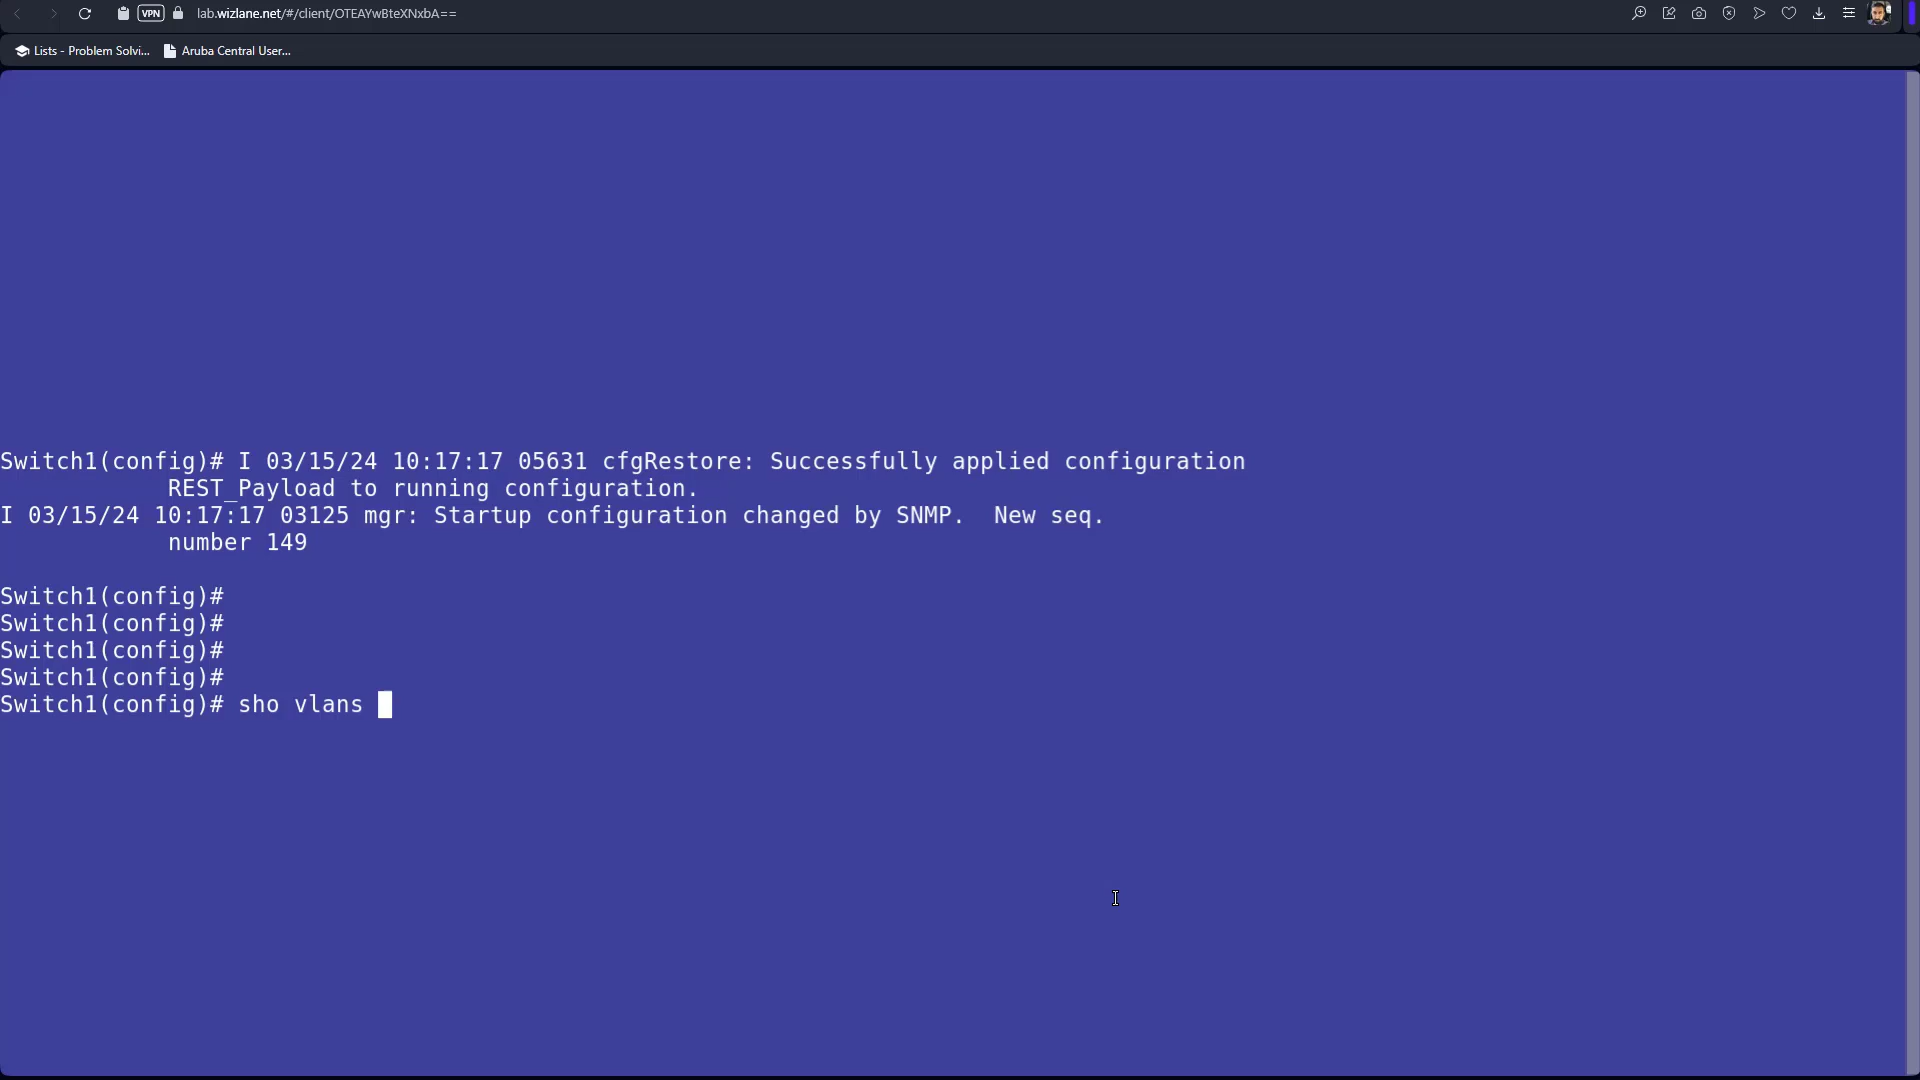 VPN
lab.wizlane.net/#/client/OTEAYwBteXNxbA==
Lists - Problem Solvi...
Aruba Central User...
Switch1(config)# I 03/15/24 10:17:17 05631 cfgRestore: Successfully applied configuration
REST_Payload to running configuration.
I 03/15/24 10:17:17 03125 mgr: Startup configuration changed by SNMP.  New seq.
number 149
Switch1(config)#
Switch1(config)#
Switch1(config)#
Switch1(config)#
Switch1(config)# sho vlans